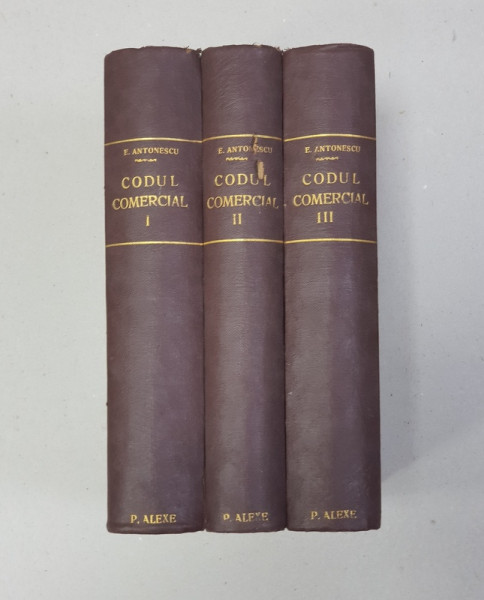 E. ANTONESCU
CODUL
COMERCIAL
I
P. ALEXE
E. ANTONESCU
CODUL
COMERCIAL
II
P. ALEXE
E. ANTONESCU
CODUL
COMERCIAL
III
P. ALEXE